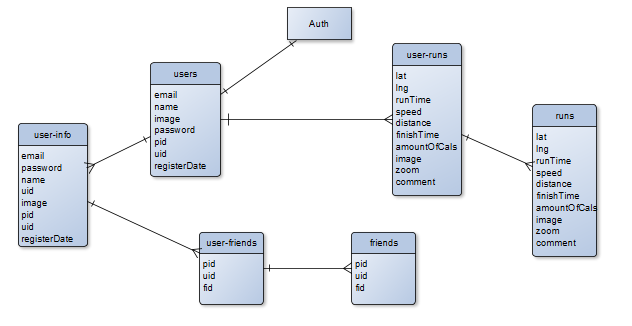 Auth
users
email
name
image
password
pid
uid
registerDate
user-runs
lat
lng
runTime
speed
distance
finishTime
amountOfCals
image
zoom
comment
runs
lat
lng
runTime
speed
distance
finishTime
amountOfCals
image
zoom
comment
user-info
email
password
name
uid
image
pid
uid
registerDate
user-friends
pid
uid
fid
friends
pid
uid
fid